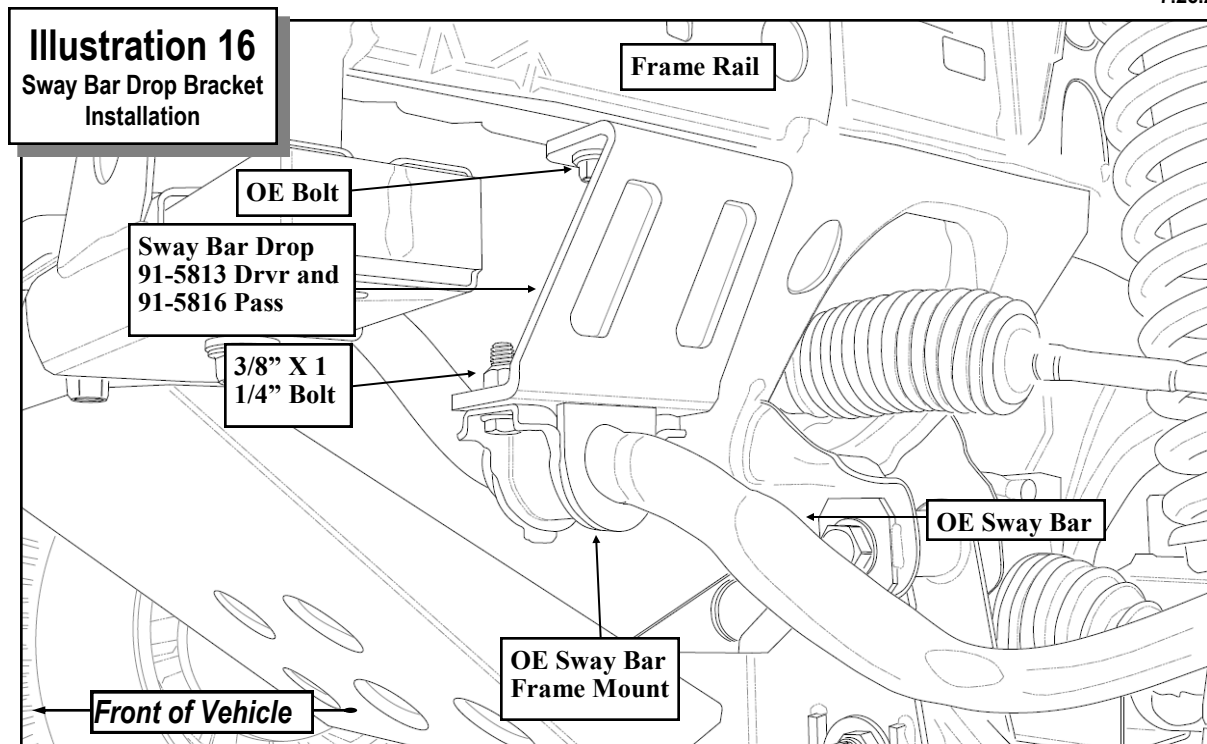 Illustration 16
Sway Bar Drop Bracket
Installation
Frame Rail
OE Bolt
Sway Bar Drop
91-5813 Drvr and
91-5816 Pass
3/8” X 1
1/4” Bolt
OE Sway Bar
OE Sway Bar
Frame Mount
Front of Vehicle